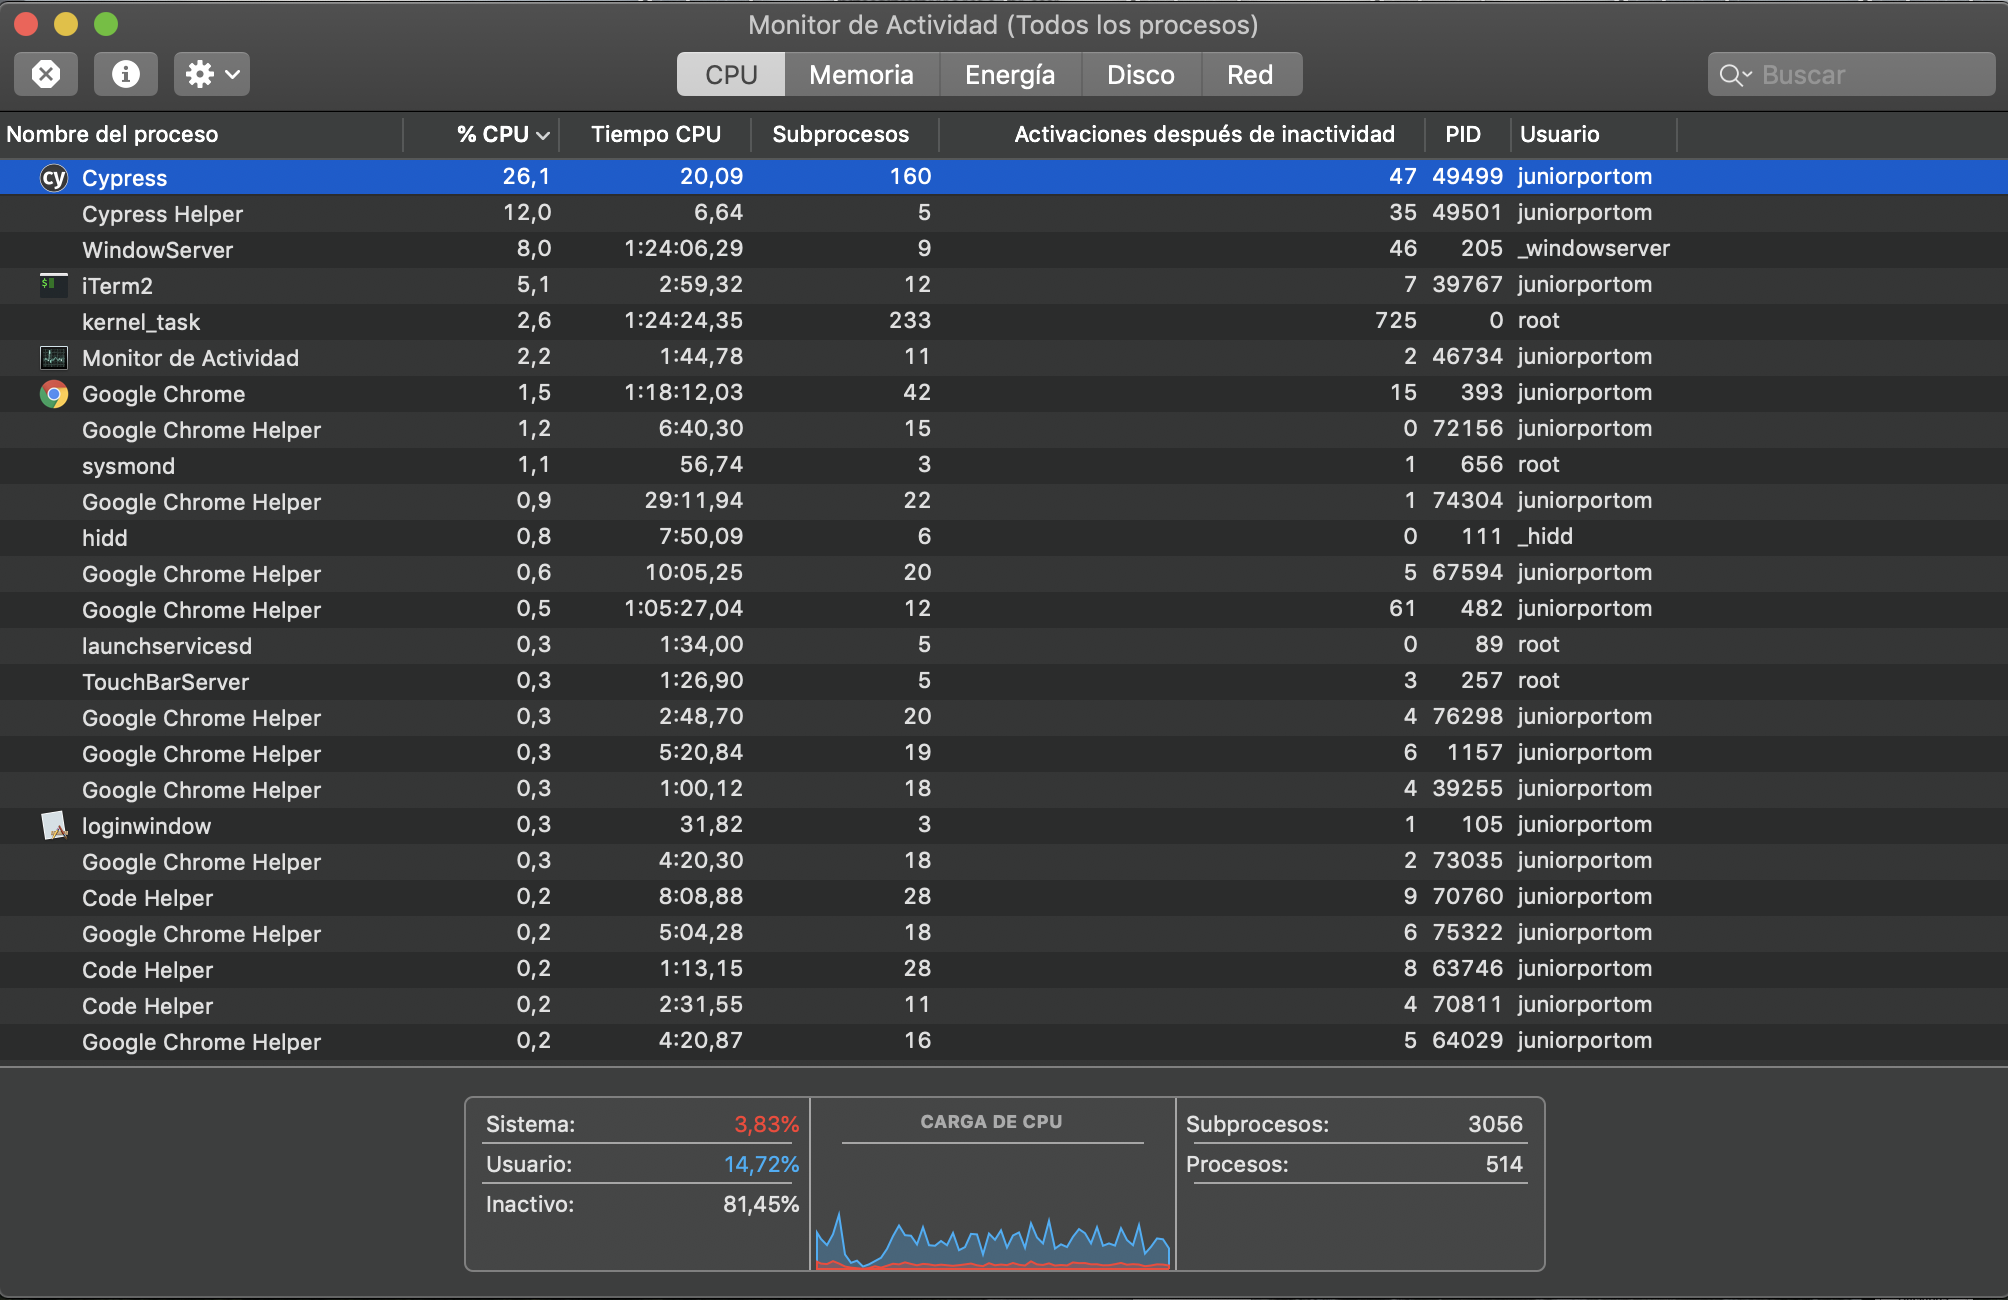 Monitor de Actividad (Todos los procesos)
CPU Memoria Energía Disco Red Buscar
Nombre del proceso % CPU Tiempo CPU Subprocesos Activaciones después de inactividad PID Usuario
cy Cypress 26,1 20,09 160 47 49499 juniorportom
Cypress Helper 12,0 6,64 5 35 49501 juniorportom
WindowServer 8,0 1:24:06,29 9 46 205 _windowserver
$ iTerm2 5,1 2:59,32 12 7 39767 juniorportom
kernel_task 2,6 1:24:24,35 233 725 0 root
Monitor de Actividad 2,2 1:44,78 11 2 46734 juniorportom
Google Chrome 1,5 1:18:12,03 42 15 393 juniorportom
Google Chrome Helper 1,2 6:40,30 15 0 72156 juniorportom
sysmond 1,1 56,74 3 1 656 root
Google Chrome Helper 0,9 29:11,94 22 1 74304 juniorportom
hidd 0,8 7:50,09 6 0 111 _hidd
Google Chrome Helper 0,6 10:05,25 20 5 67594 juniorportom
Google Chrome Helper 0,5 1:05:27,04 12 61 482 juniorportom
launchservicesd 0,3 1:34,00 5 0 89 root
TouchBarServer 0,3 1:26,90 5 3 257 root
Google Chrome Helper 0,3 2:48,70 20 4 76298 juniorportom
Google Chrome Helper 0,3 5:20,84 19 6 1157 juniorportom
Google Chrome Helper 0,3 1:00,12 18 4 39255 juniorportom
loginwindow 0,3 31,82 3 1 105 juniorportom
Google Chrome Helper 0,3 4:20,30 18 2 73035 juniorportom
Code Helper 0,2 8:08,88 28 9 70760 juniorportom
Google Chrome Helper 0,2 5:04,28 18 6 75322 juniorportom
Code Helper 0,2 1:13,15 28 8 63746 juniorportom
Code Helper 0,2 2:31,55 11 4 70811 juniorportom
Google Chrome Helper 0,2 4:20,87 16 5 64029 juniorportom
Sistema: 3,83% CARGA DE CPU Subprocesos: 3056
Usuario: 14,72% Procesos: 514
Inactivo: 81,45%